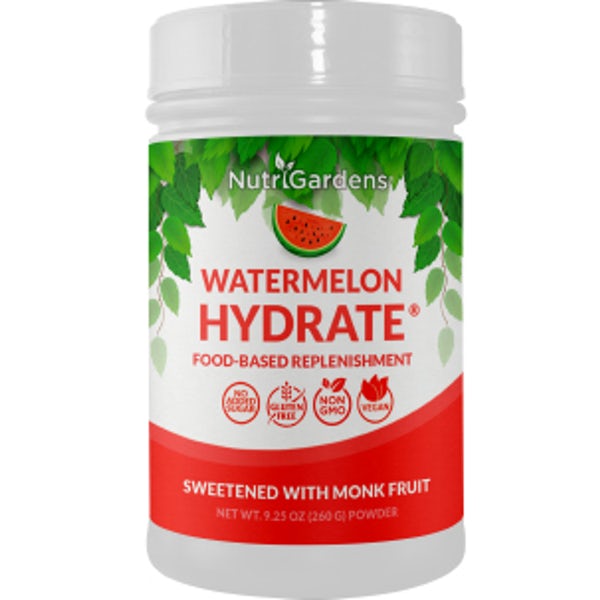 NutriGardens
WATERMELON
HYDRATE®
FOOD-BASED REPLENISHMENT
NO ADDED SUGAR
GLUTEN FREE
NON GMO
VEGAN
SWEETENED WITH MONK FRUIT
NET WT. 9.25 OZ (260 G) POWDER